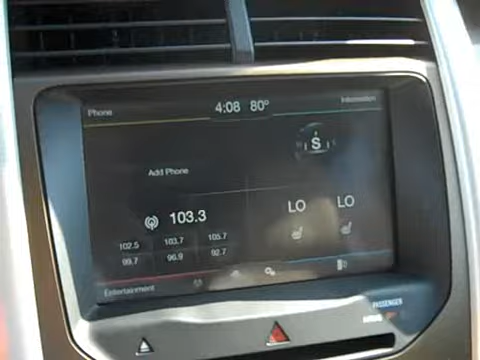 Phone 4:08 80° Information
S
Add Phone
103.3 LO LO
102.5 103.7 105.7
99.7 96.9 92.7
Entertainment
PASSENGER